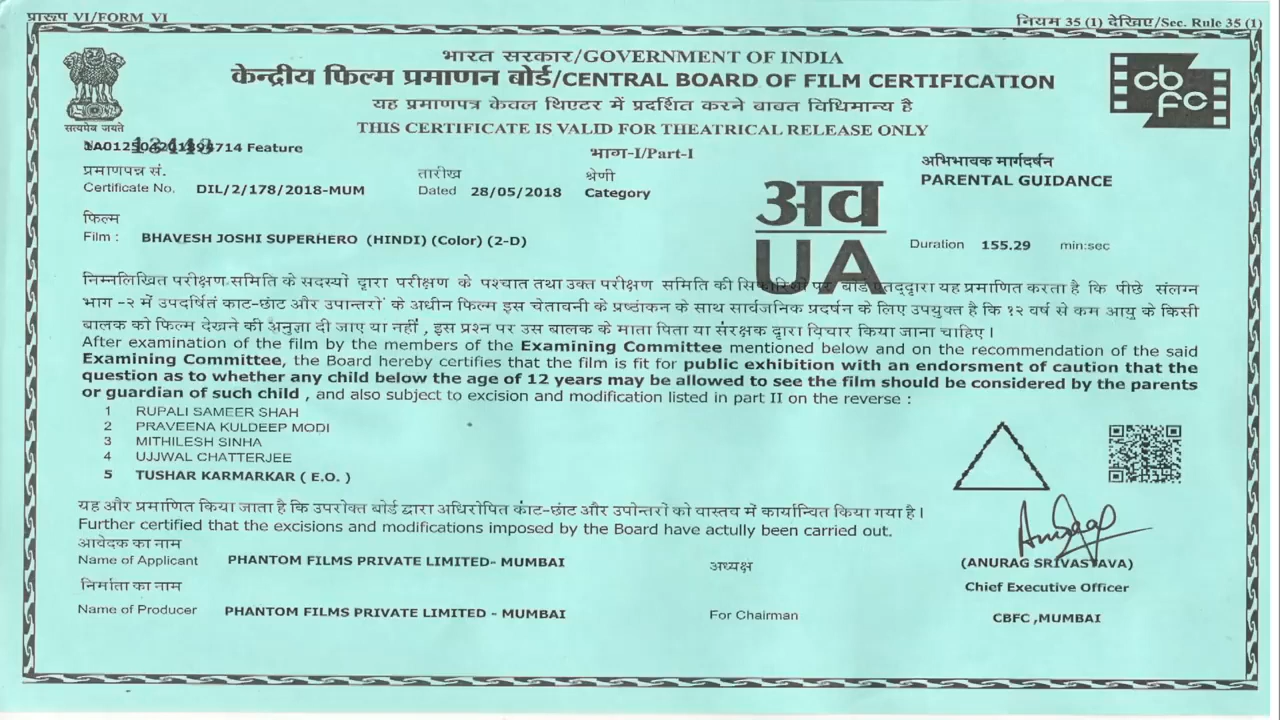 प्रारूप VI/FORM VI
नियम 35 (1) देखिए/Sec. Rule 35 (1)
भारत सरकार/GOVERNMENT OF INDIA
केन्द्रीय फिल्म प्रमाणन बोर्ड/CENTRAL BOARD OF FILM CERTIFICATION
cb
fc
यह प्रमाणपत्र केवल थिएटर में प्रदर्शित करने बाबत विधिमान्य है
सत्यमेव जयते
THIS CERTIFICATE IS VALID FOR THEATRICAL RELEASE ONLY
Feature
भाग-I/Part-I
अभिभावक मार्गदर्षन
PARENTAL GUIDANCE
प्रमाणपत्र सं.
तारीख
श्रेणी
Certificate No. DIL/2/178/2018-MUM
Dated 28/05/2018
Category
अव
UA
फिल्म
Film : BHAVESH JOSHI SUPERHERO (HINDI) (Color) (2-D)
Duration 155.29 min:sec
निम्नलिखित परीक्षण समिति के सदस्यों द्वारा परीक्षण के पश्चात तथा उक्त परीक्षण समिति की सिफारिशों पर बोर्ड एतद्द्वारा यह प्रमाणित करता है कि पीछे संलग्न
भाग -२ में उपदर्षित काट-छांट और उपान्तरों के अधीन फिल्म इस चेतावनी के प्रष्ठांकन के साथ सार्वजनिक प्रदर्षन के लिए उपयुक्त है कि १२ वर्ष से कम आयु के किसी
बालक को फिल्म देखने की अनुज्ञा दी जाए या नहीं , इस प्रश्न पर उस बालक के माता पिता या संरक्षक द्वारा विचार किया जाना चाहिए ।
After examination of the film by the members of the Examining Committee mentioned below and on the recommendation of the said
Examining Committee, the Board hereby certifies that the film is fit for public exhibition with an endorsment of caution that the
question as to whether any child below the age of 12 years may be allowed to see the film should be considered by the parents
or guardian of such child , and also subject to excision and modification listed in part II on the reverse :
1 RUPALI SAMEER SHAH
2 PRAVEENA KULDEEP MODI
3 MITHILESH SINHA
4 UJJWAL CHATTERJEE
5 TUSHAR KARMARKAR ( E.O. )
यह और प्रमाणित किया जाता है कि उपरोक्त बोर्ड द्वारा अधिरोपित काट-छांट और उपोन्तरों को वास्तव में कार्यान्वित किया गया है ।
Further certified that the excisions and modifications imposed by the Board have actully been carried out.
आवेदक का नाम
Name of Applicant PHANTOM FILMS PRIVATE LIMITED- MUMBAI
अध्यक्ष
(ANURAG SRIVASTAVA)
निर्माता का नाम
Chief Executive Officer
Name of Producer PHANTOM FILMS PRIVATE LIMITED - MUMBAI
For Chairman
CBFC ,MUMBAI